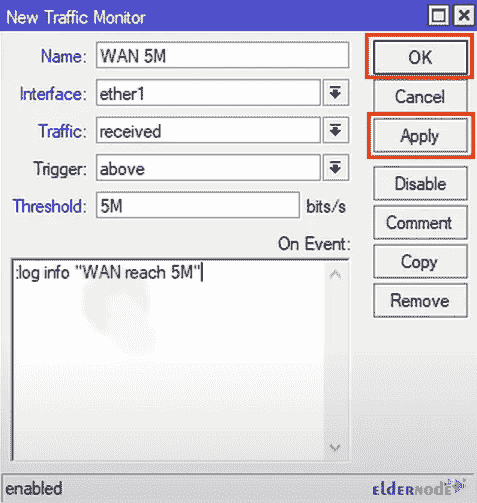 New Traffic Monitor
Name: WAN 5M
OK
Interface: ether1
Cancel
Traffic: received
Apply
Trigger: above
Disable
Threshold: 5M bits/s
Comment
On Event:
Copy
:log info "WAN reach 5M"
Remove
enabled
ELDERNODE